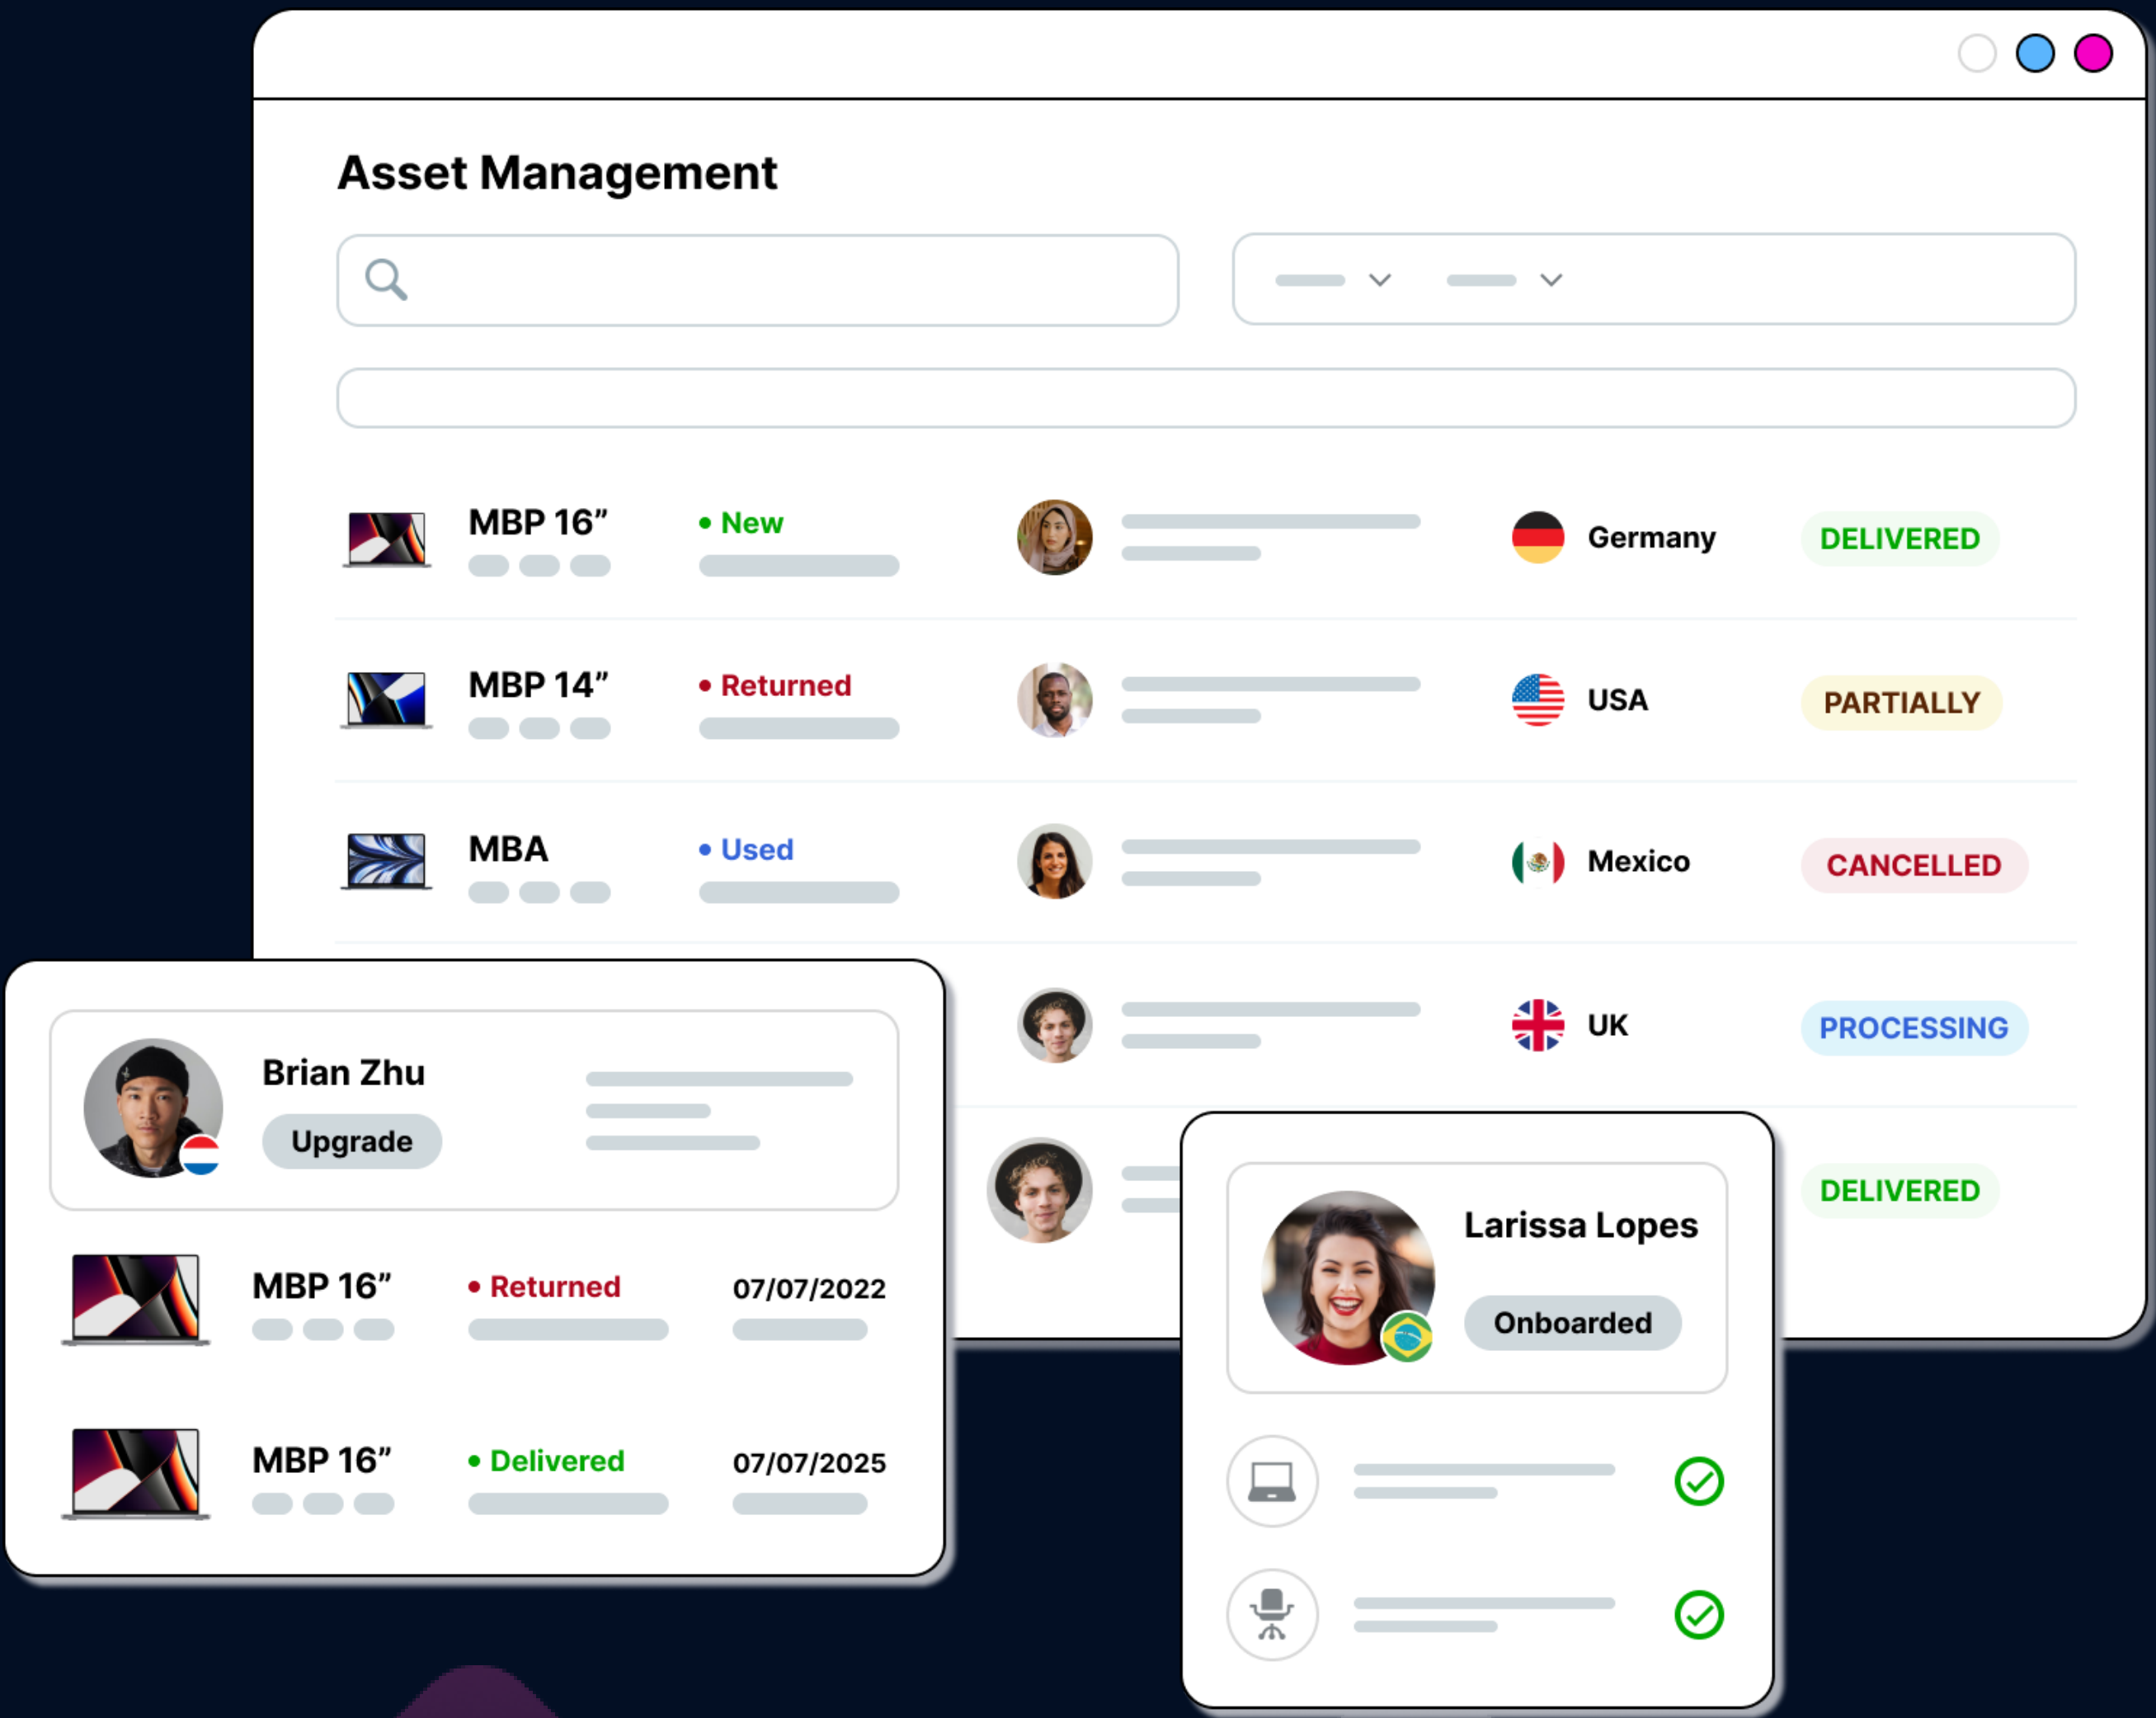 Asset Management
MBP 16”
New
Germany
DELIVERED
MBP 14”
Returned
USA
PARTIALLY
MBA
Used
Mexico
CANCELLED
UK
PROCESSING
DELIVERED
Brian Zhu
Upgrade
MBP 16”
Returned
07/07/2022
MBP 16”
Delivered
07/07/2025
Larissa Lopes
Onboarded